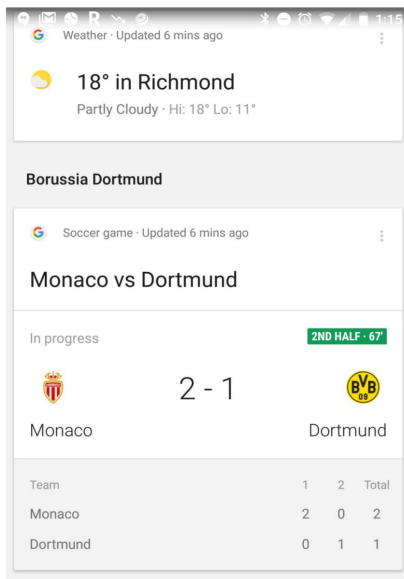 1:15
Weather · Updated 6 mins ago
18° in Richmond
Partly Cloudy · Hi: 18° Lo: 11°
Borussia Dortmund
Soccer game · Updated 6 mins ago
Monaco vs Dortmund
In progress
2ND HALF · 67'
2 - 1
BVB
09
Monaco Dortmund
Team 1 2 Total
Monaco 2 0 2
Dortmund 0 1 1